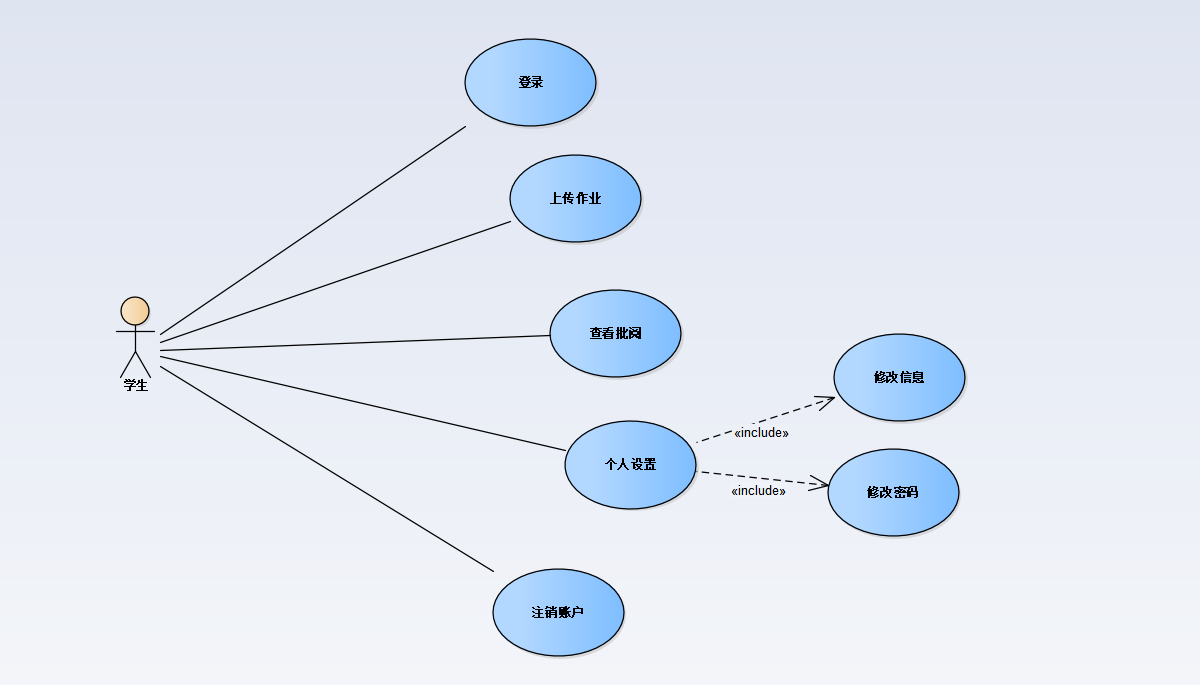 登录
上传作业
查看批阅
学生
个人设置
修改信息
«include»
修改密码
«include»
注销账户